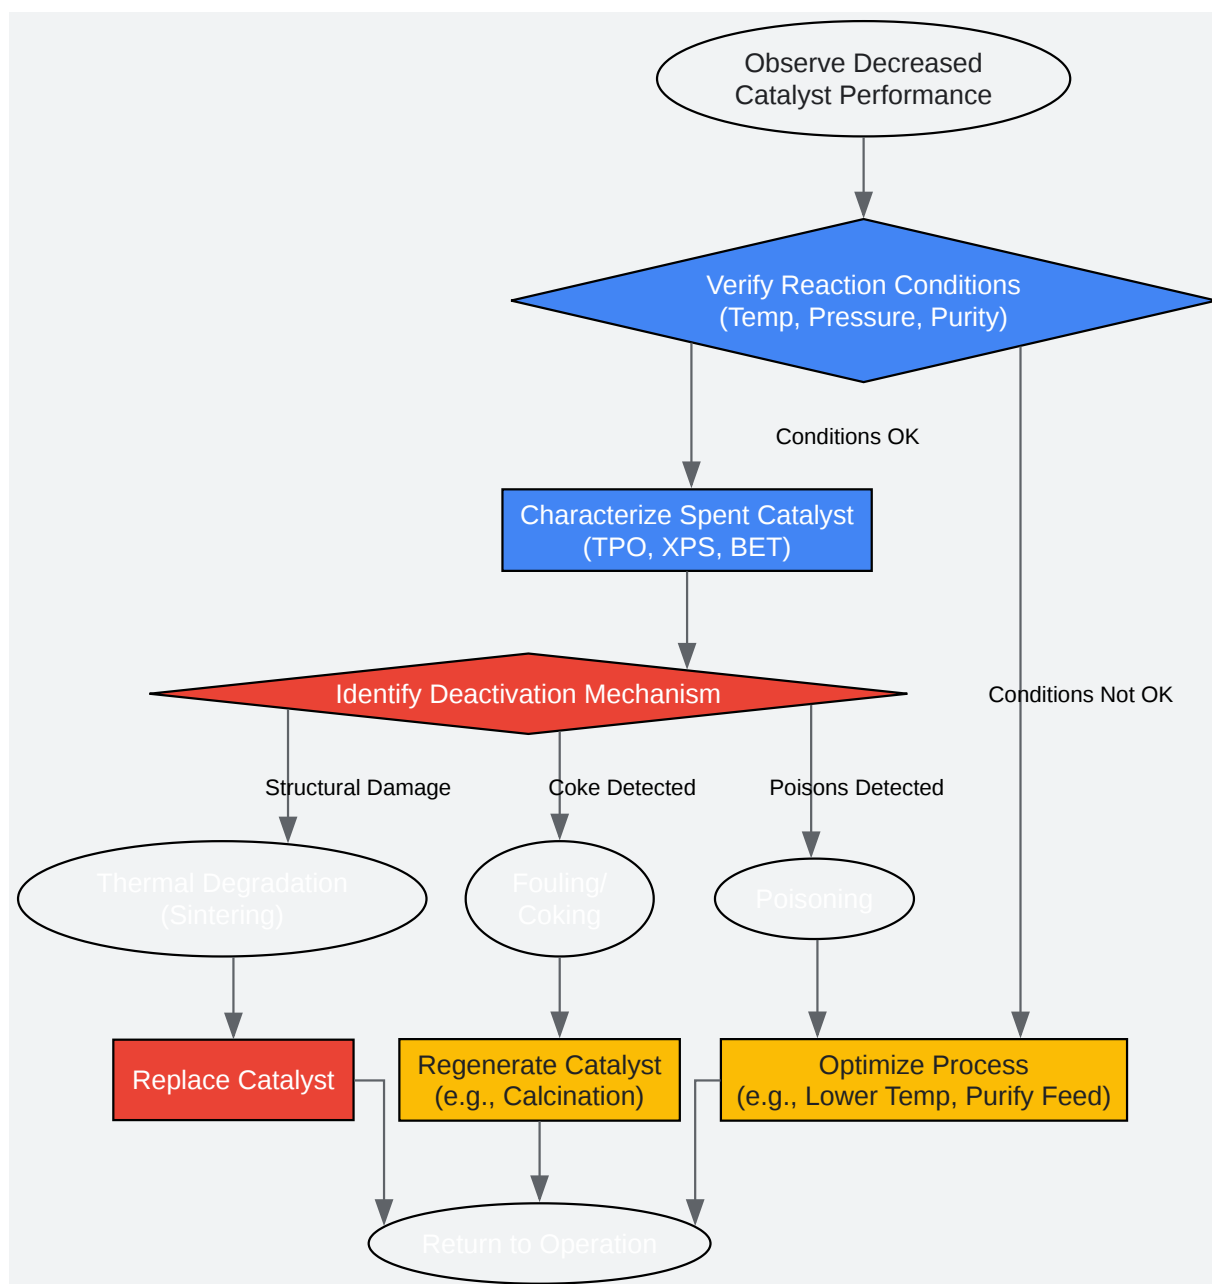 Observe Decreased
Catalyst Performance
Verify Reaction Conditions
(Temp, Pressure, Purity)
Conditions OK
Characterize Spent Catalyst
(TPO, XPS, BET)
Identify Deactivation Mechanism
Conditions Not OK
Structural Damage
Coke Detected
Poisons Detected
Thermal Degradation
(Sintering)
Fouling/
Coking
Poisoning
Replace Catalyst
Regenerate Catalyst
(e.g., Calcination)
Optimize Process
(e.g., Lower Temp, Purify Feed)
Return to Operation